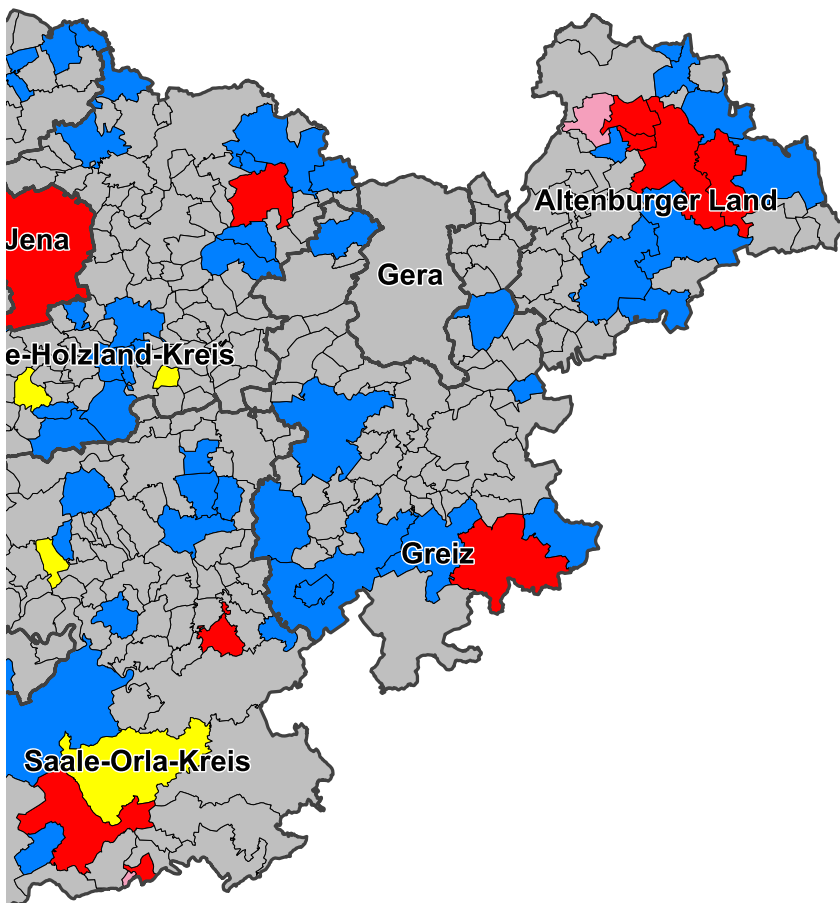 Altenburger Land
Jena
Gera
e-Holzland-Kreis
Greiz
Saale-Orla-Kreis